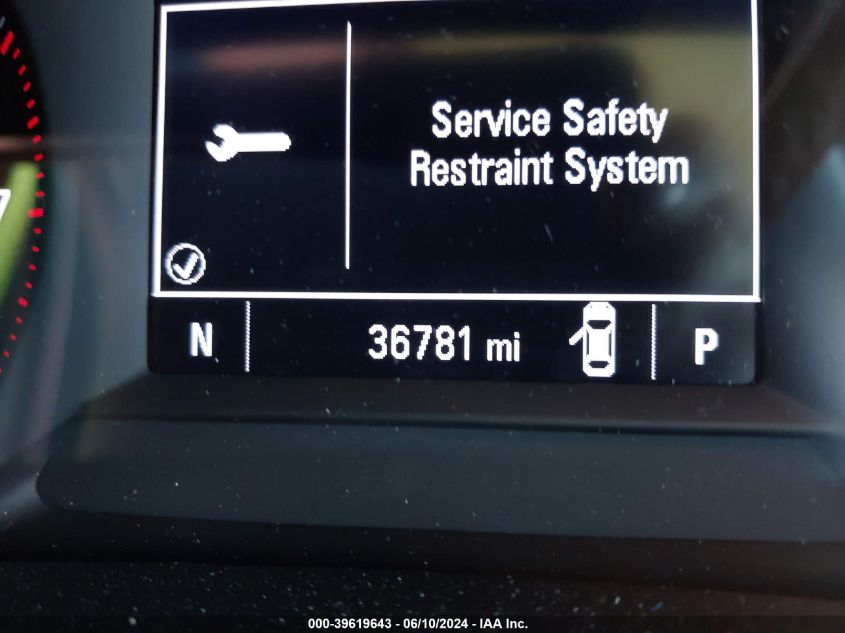 Service Safety
Restraint System
N 36781 mi P
000-39619643 - 06/10/2024 - IAA Inc.